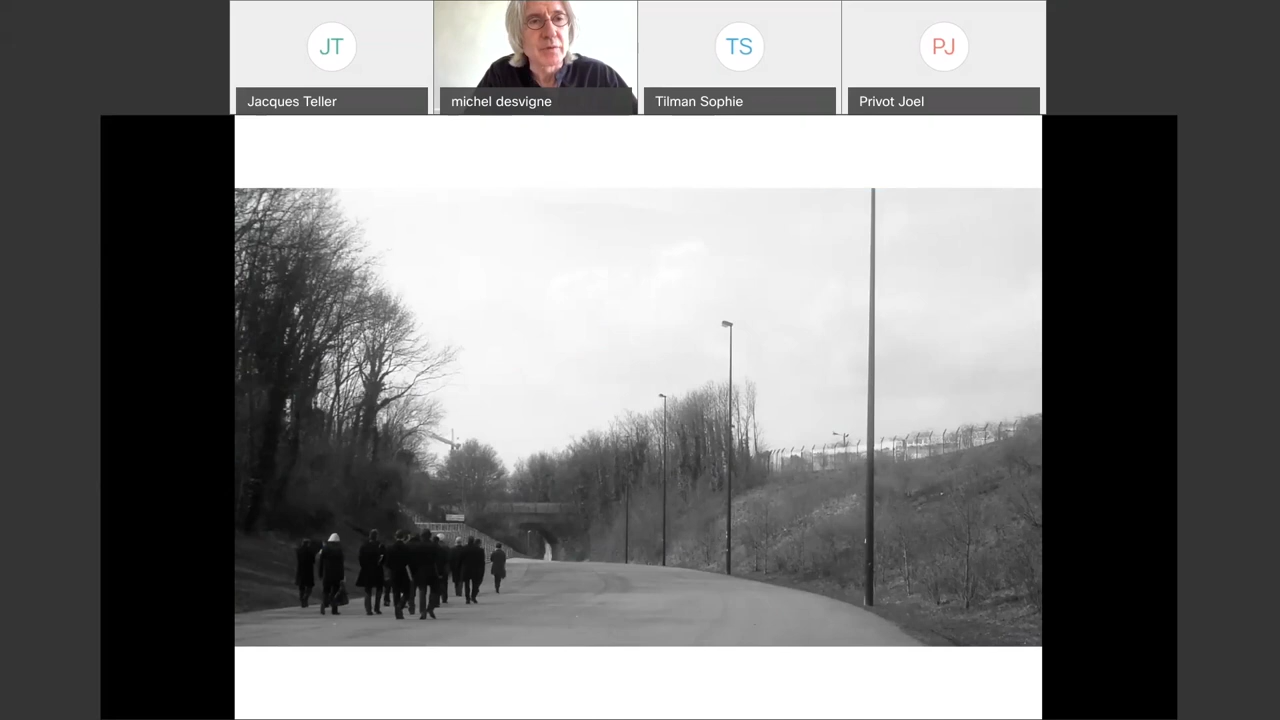 JT
TS
PJ
Jacques Teller
michel desvigne
Tilman Sophie
Privot Joel